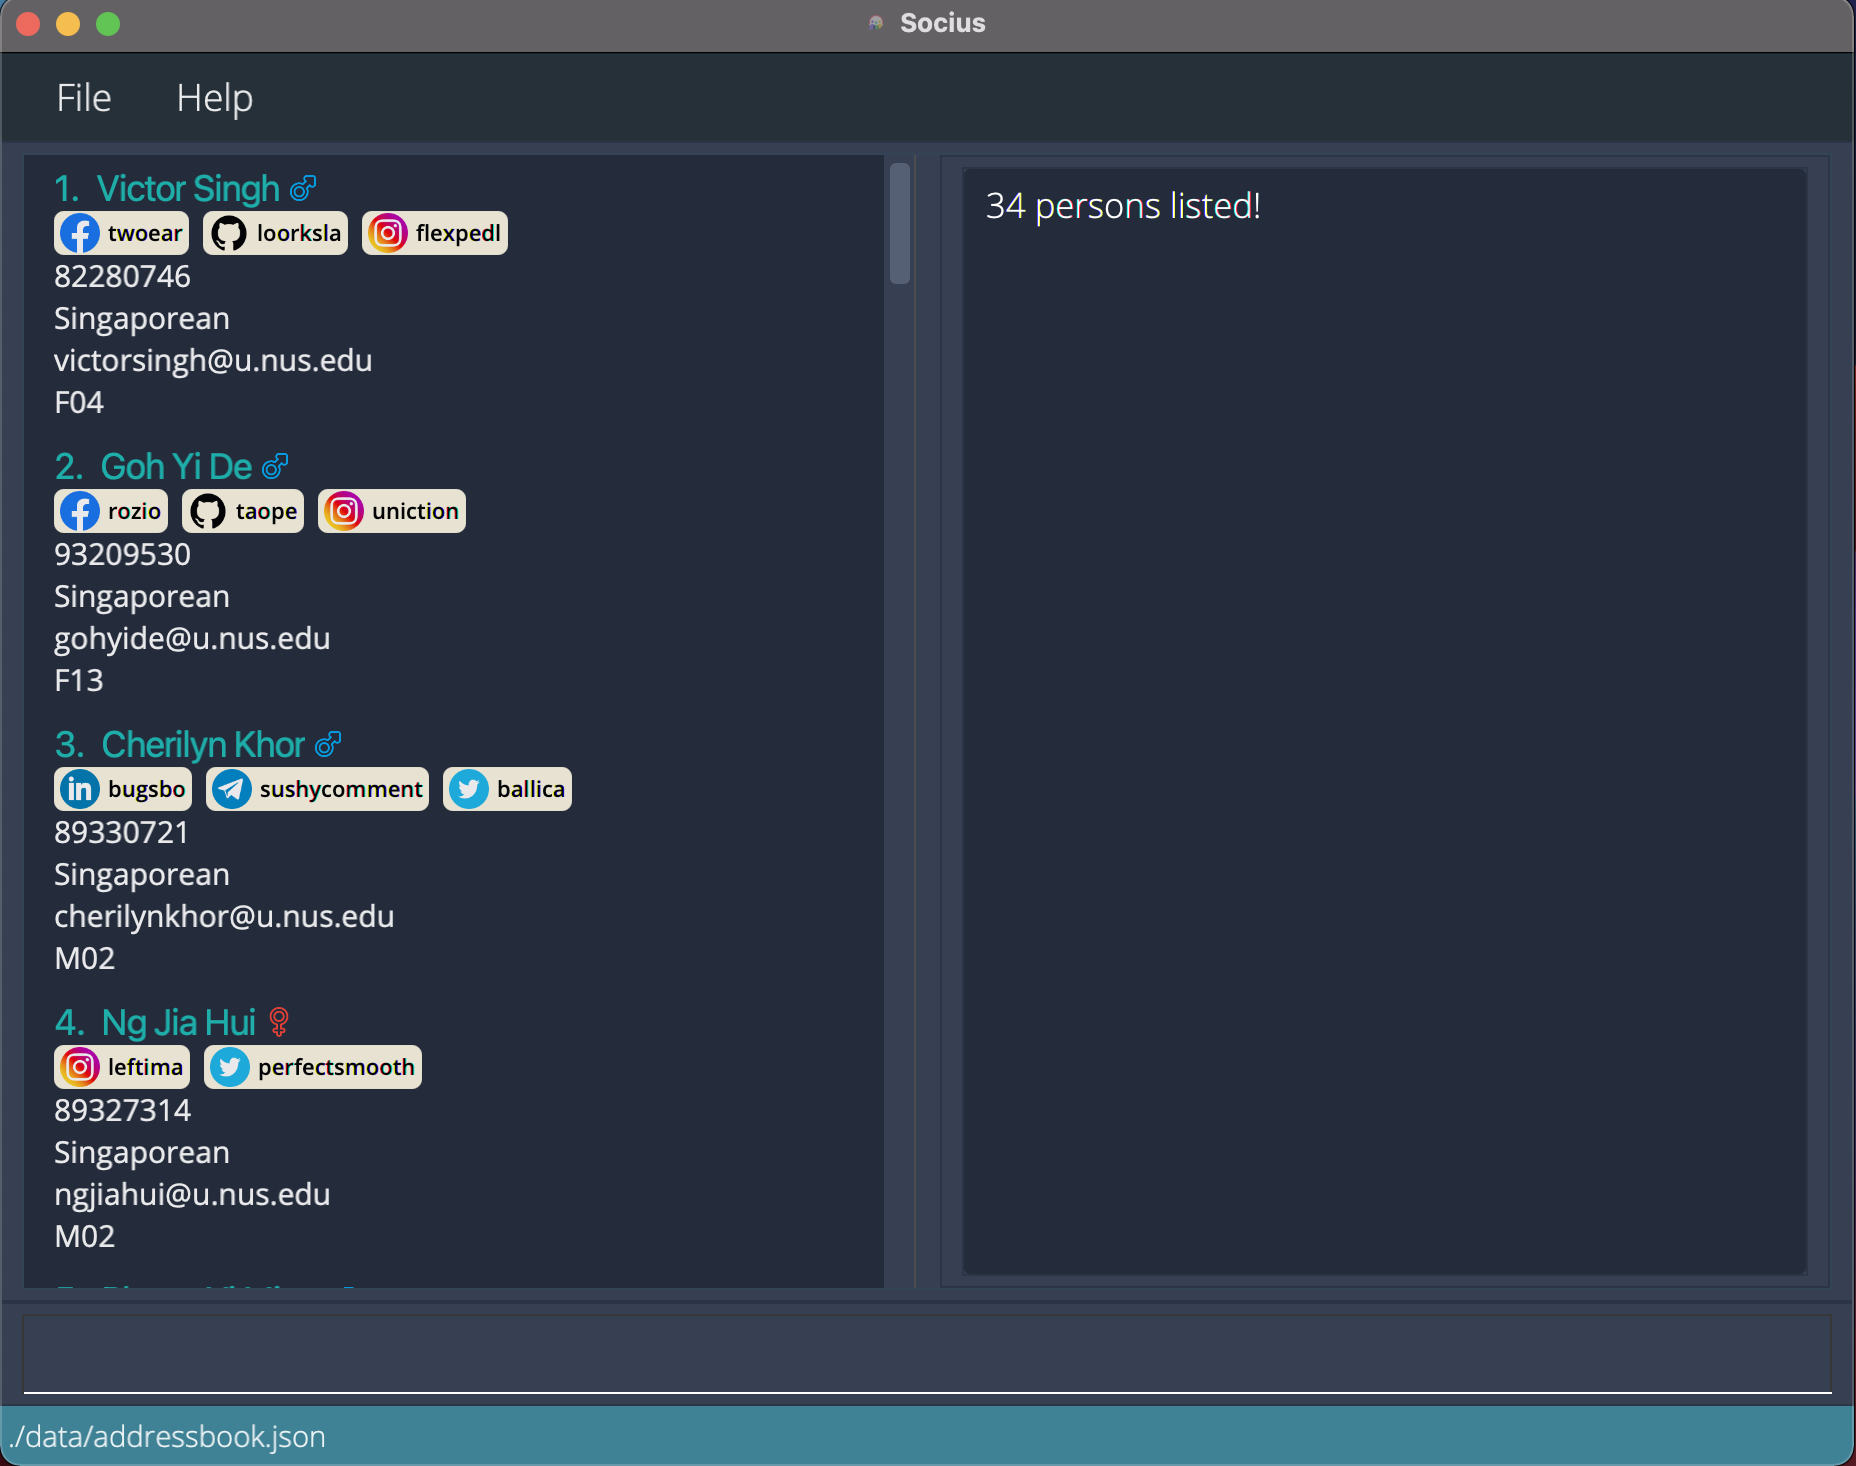 Socius
File Help
1. Victor Singh
twoear loorksla flexpedl
82280746
Singaporean
victorsingh@u.nus.edu
F04
2. Goh Yi De
rozio taope uniction
93209530
Singaporean
gohyide@u.nus.edu
F13
3. Cherilyn Khor
in bugsbo sushycomment ballica
89330721
Singaporean
cherilynkhor@u.nus.edu
M02
4. Ng Jia Hui
leftima perfectsmooth
89327314
Singaporean
ngjiahui@u.nus.edu
M02
34 persons listed!
./data/addressbook.json